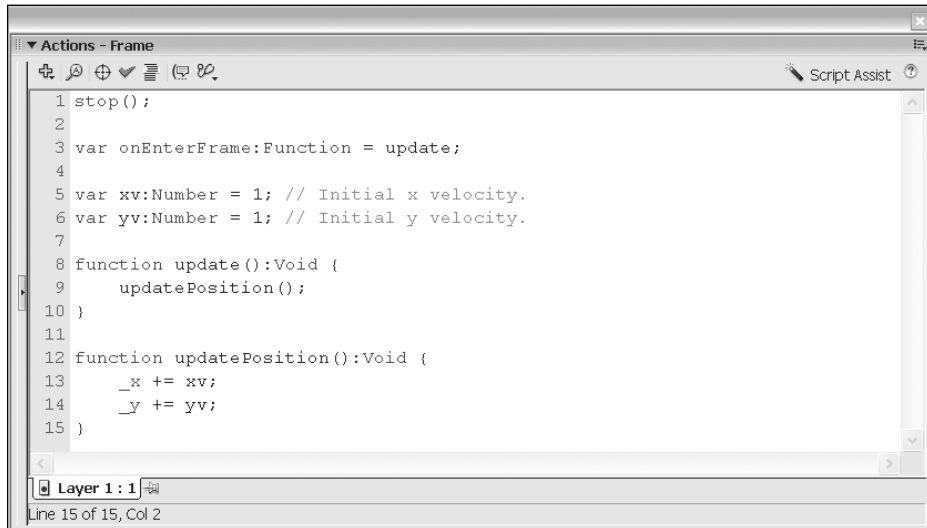 Actions - Frame
Script Assist
1 stop();
2
3 var onEnterFrame:Function = update;
4
5 var xv:Number = 1; // Initial x velocity.
6 var yv:Number = 1; // Initial y velocity.
7
8 function update():Void {
9     updatePosition();
10 }
11
12 function updatePosition():Void {
13     _x += xv;
14     _y += yv;
15 }
Layer 1 : 1
Line 15 of 15, Col 2